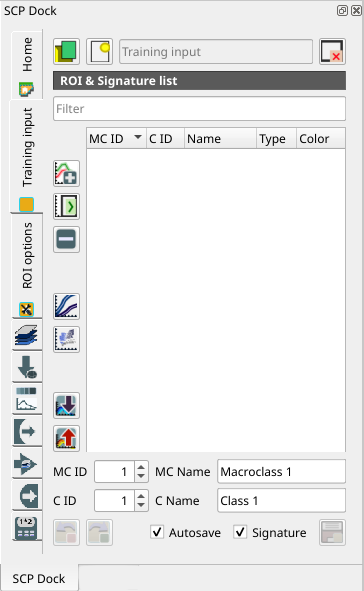 SCP Dock
Home
Training input
ROI options
Training input
ROI & Signature list
Filter
MC ID C ID Name Type Color
MC ID 1 MC Name Macroclass 1
C ID 1 C Name Class 1
Autosave Signature
SCP Dock